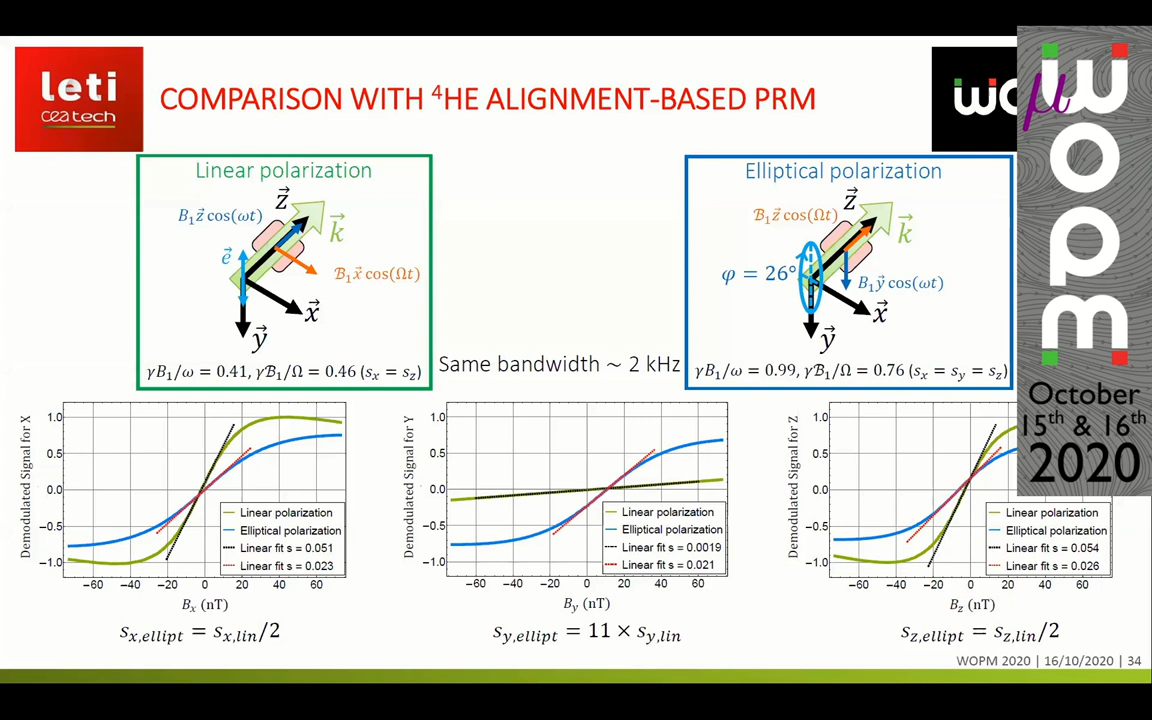 leti
ceatech
COMPARISON WITH ⁴HE ALIGNMENT-BASED PRM
μWOPM
October
15th & 16th
2020
Linear polarization
B₁z⃗ cos(ωt)
z⃗
k⃗
e⃗
ℬ₁x⃗ cos(Ωt)
x⃗
y⃗
γB₁/ω = 0.41, γℬ₁/Ω = 0.46 (sₓ = s_z)
Same bandwidth ~ 2 kHz
Elliptical polarization
ℬ₁z⃗ cos(Ωt)
z⃗
k⃗
φ = 26°
B₁y⃗ cos(ωt)
x⃗
y⃗
γB₁/ω = 0.99, γℬ₁/Ω = 0.76 (sₓ = s_y = s_z)
Demodulated Signal for X
1.0
0.5
0.0
−0.5
−1.0
−60 −40 −20 0 20 40 60
Bₓ (nT)
Linear polarization
Elliptical polarization
Linear fit s = 0.051
Linear fit s = 0.023
s_x,ellipt = s_x,lin/2
Demodulated Signal for Y
1.0
0.5
0.0
−0.5
−1.0
−60 −40 −20 0 20 40 60
B_y (nT)
Linear polarization
Elliptical polarization
Linear fit s = 0.0019
Linear fit s = 0.021
s_y,ellipt = 11 × s_y,lin
Demodulated Signal for Z
1.0
0.5
0.0
−0.5
−1.0
−60 −40 −20 0 20 40 60
B_z (nT)
Linear polarization
Elliptical polarization
Linear fit s = 0.054
Linear fit s = 0.026
s_z,ellipt = s_z,lin/2
WOPM 2020 | 16/10/2020 | 34